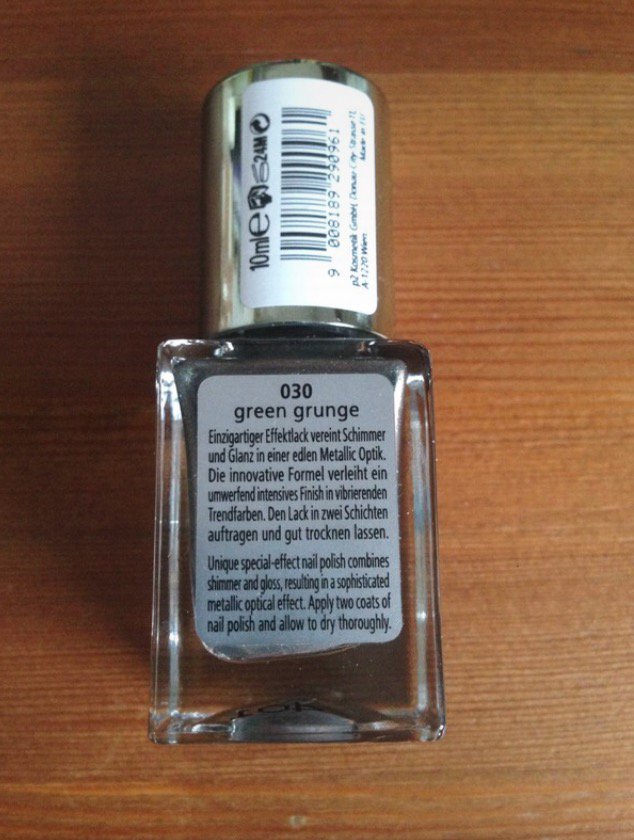 10ml e 24M
9 008189 290961
p2 Kosmetik GmbH, Donau-City-Strasse 11,
A-1220 Wien Made in EU
030
green grunge
Einzigartiger Effektlack vereint Schimmer
und Glanz in einer edlen Metallic Optik.
Die innovative Formel verleiht ein
umwerfend intensives Finish in vibrierenden
Trendfarben. Den Lack in zwei Schichten
auftragen und gut trocknen lassen.
Unique special-effect nail polish combines
shimmer and gloss, resulting in a sophisticated
metallic optical effect. Apply two coats of
nail polish and allow to dry thoroughly.